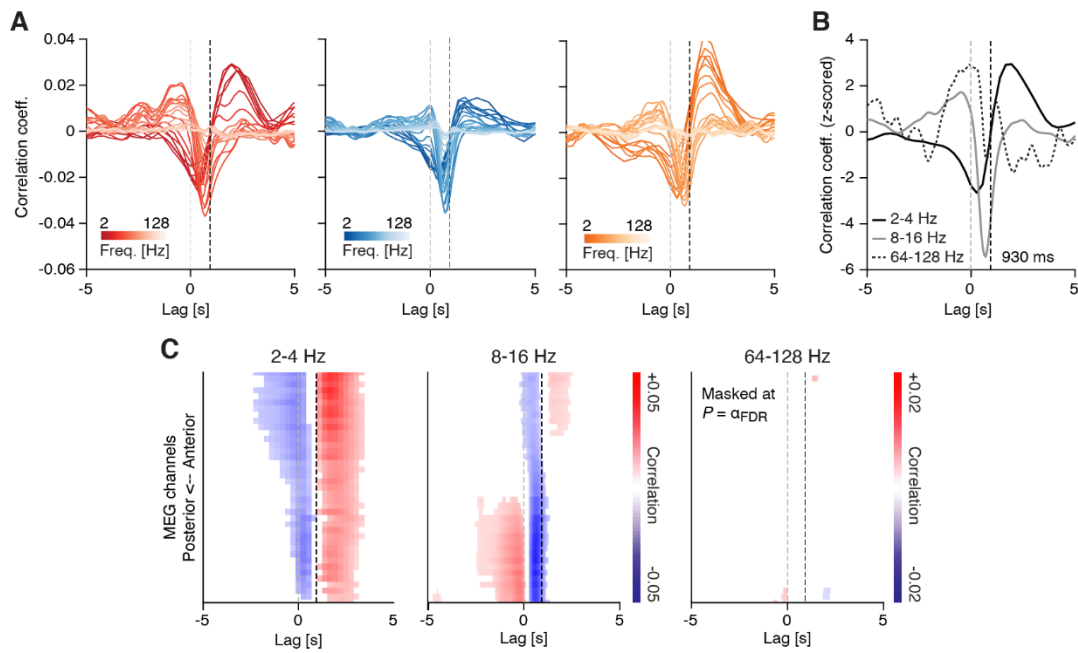 A
B
Correlation coeff.
0.04
0.02
0
-0.02
-0.04
-0.06
2 128
Freq. [Hz]
-5 0 5
Lag [s]
2 128
Freq. [Hz]
-5 0 5
Lag [s]
2 128
Freq. [Hz]
-5 0 5
Lag [s]
Correlation coeff. (z-scored)
4
2
0
-2
-4
-6
2-4 Hz
8-16 Hz
64-128 Hz
930 ms
-5 0 5
Lag [s]
C
2-4 Hz
8-16 Hz
64-128 Hz
MEG channels
Posterior <-- Anterior
-5 0 5
Lag [s]
-5 0 5
Lag [s]
+0.05
Correlation
-0.05
Masked at
P = αFDR
-5 0 5
Lag [s]
+0.02
Correlation
-0.02